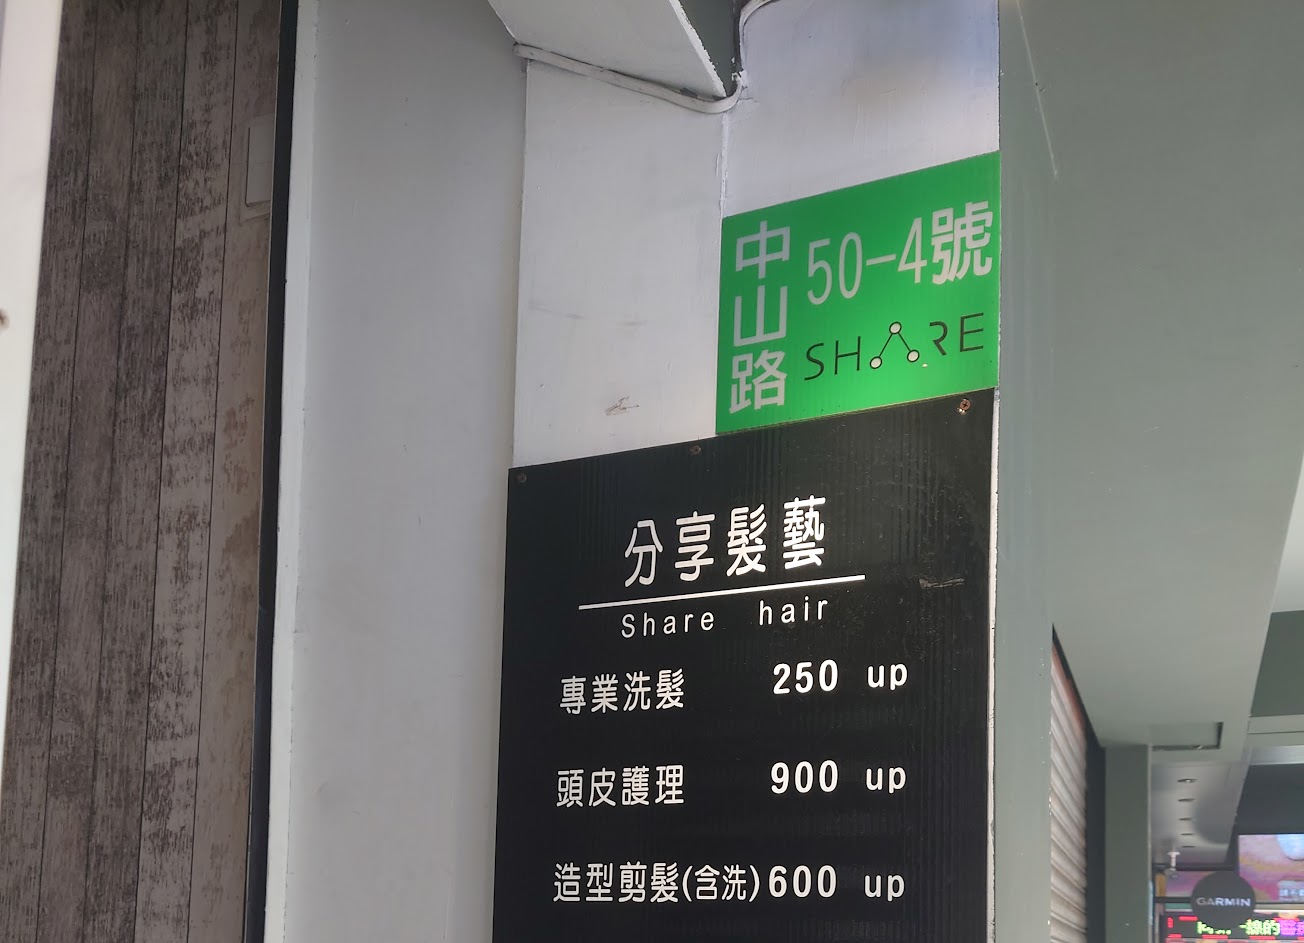 中山路
50-4號
SHARE
分享髮藝
Share hair
專業洗髮 250 up
頭皮護理 900 up
造型剪髮(含洗) 600 up
GARMIN